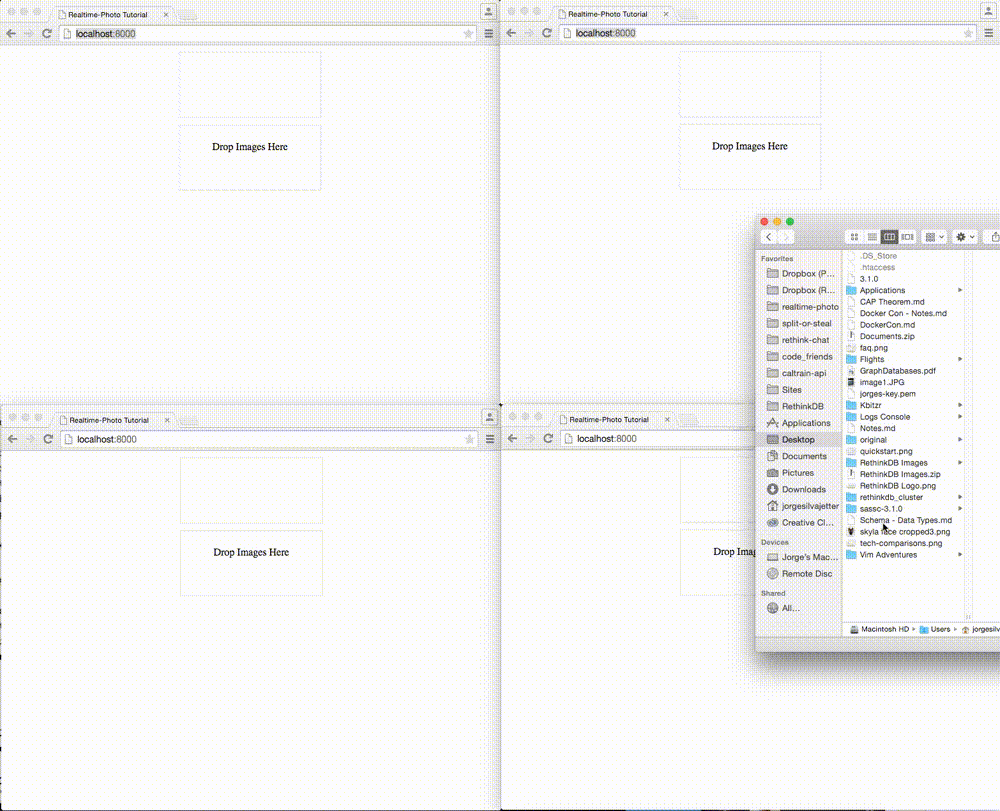 Realtime-Photo Tutorial
localhost:8000
Drop Images Here
Realtime-Photo Tutorial
localhost:8000
Drop Images Here
Realtime-Photo Tutorial
localhost:8000
Drop Images Here
Realtime-Photo Tutorial
localhost:8000
Drop Ima
Favorites
Dropbox (P...
Dropbox (R...
realtime-photo
split-or-steal
rethink-chat
code_friends
caltrain-api
Sites
RethinkDB
Applications
Desktop
Documents
Pictures
Downloads
jorgesilvajetter
Creative Cl...
Devices
Jorge's Mac...
Remote Disc
Shared
All...
.DS_Store
.htaccess
3.1.0
Applications
CAP Theorem.md
Docker Con - Notes.md
DockerCon.md
Documents.zip
faq.png
Flights
GraphDatabases.pdf
image1.JPG
jorges-key.pem
Kbitzr
Logs Console
Notes.md
original
quickstart.png
RethinkDB Images
RethinkDB Images.zip
RethinkDB Logo.png
rethinkdb_cluster
sassc-3.1.0
Schema - Data Types.md
skyla face cropped3.png
tech-comparisons.png
Vim Adventures
Macintosh HD
Users
jorgesilv